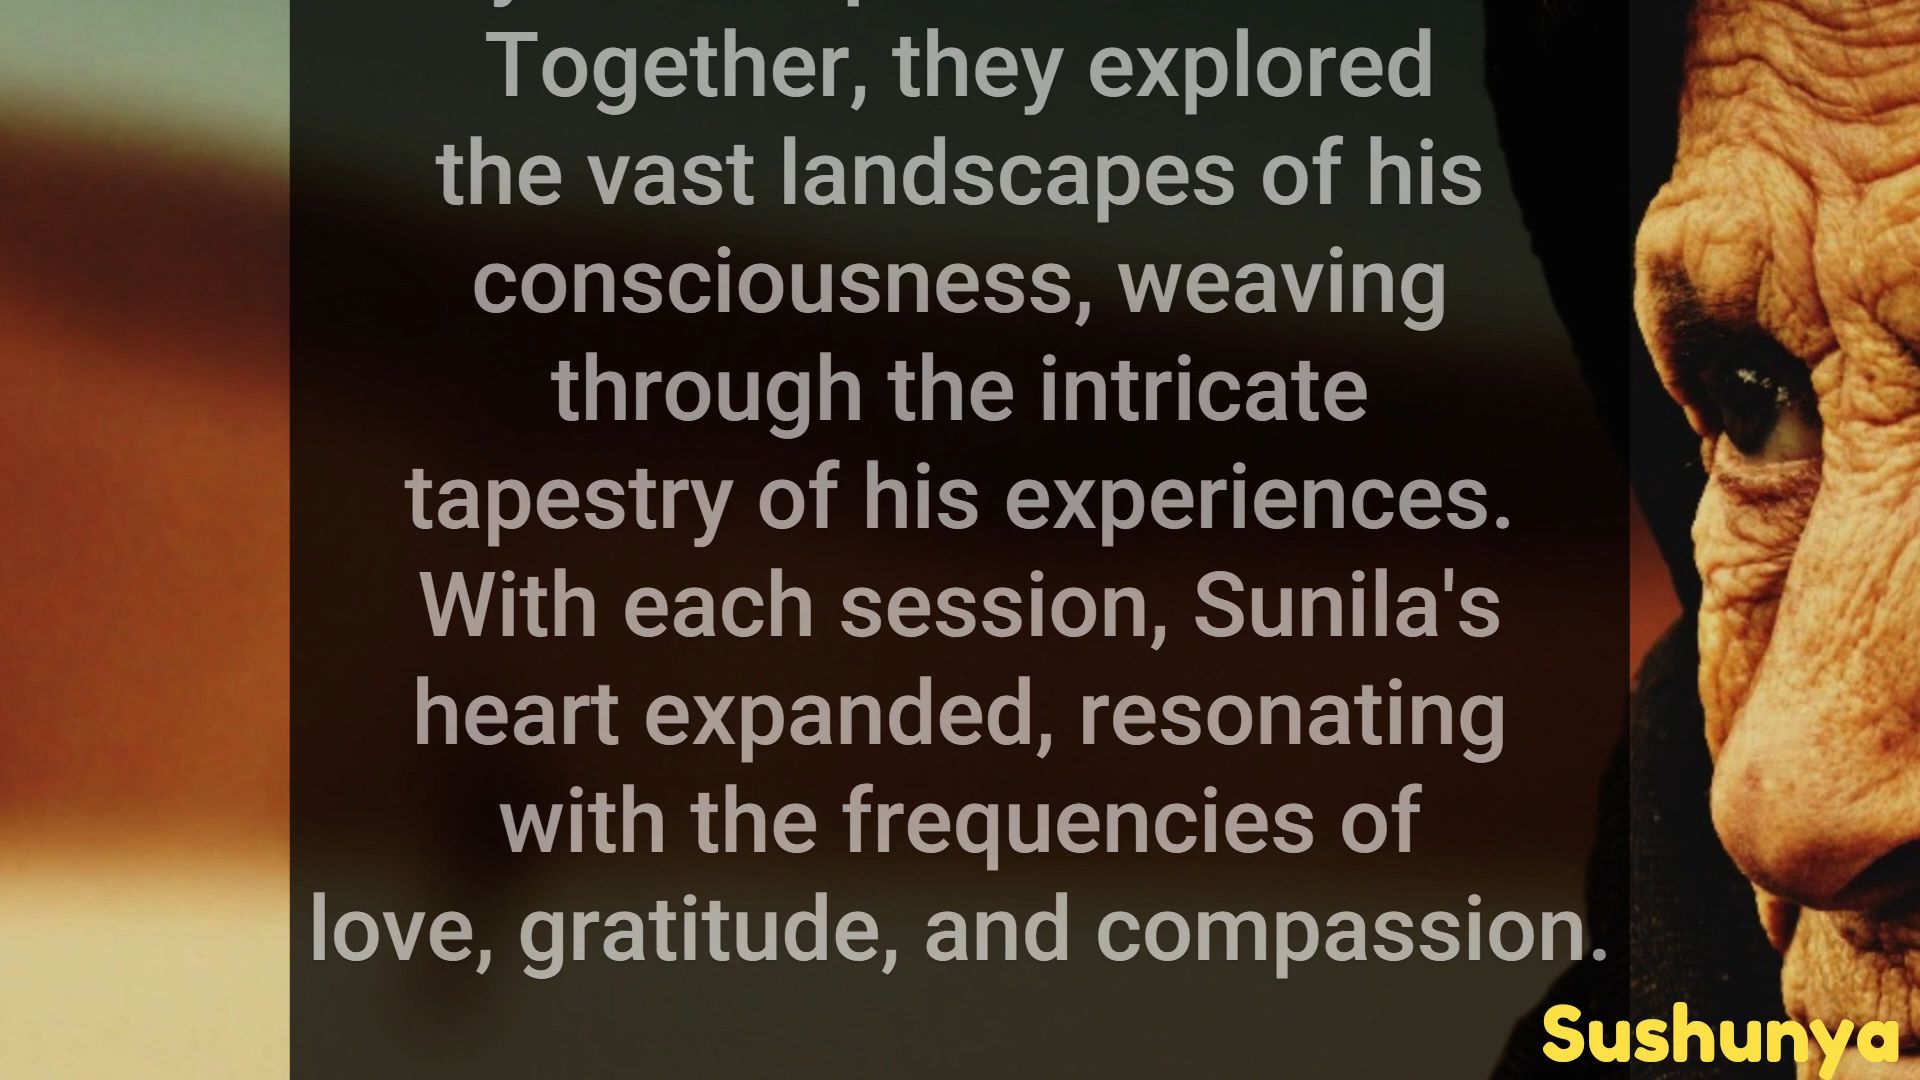 Together, they explored
the vast landscapes of his
consciousness, weaving
through the intricate
tapestry of his experiences.
With each session, Sunila's
heart expanded, resonating
with the frequencies of
love, gratitude, and compassion.
Sushunya